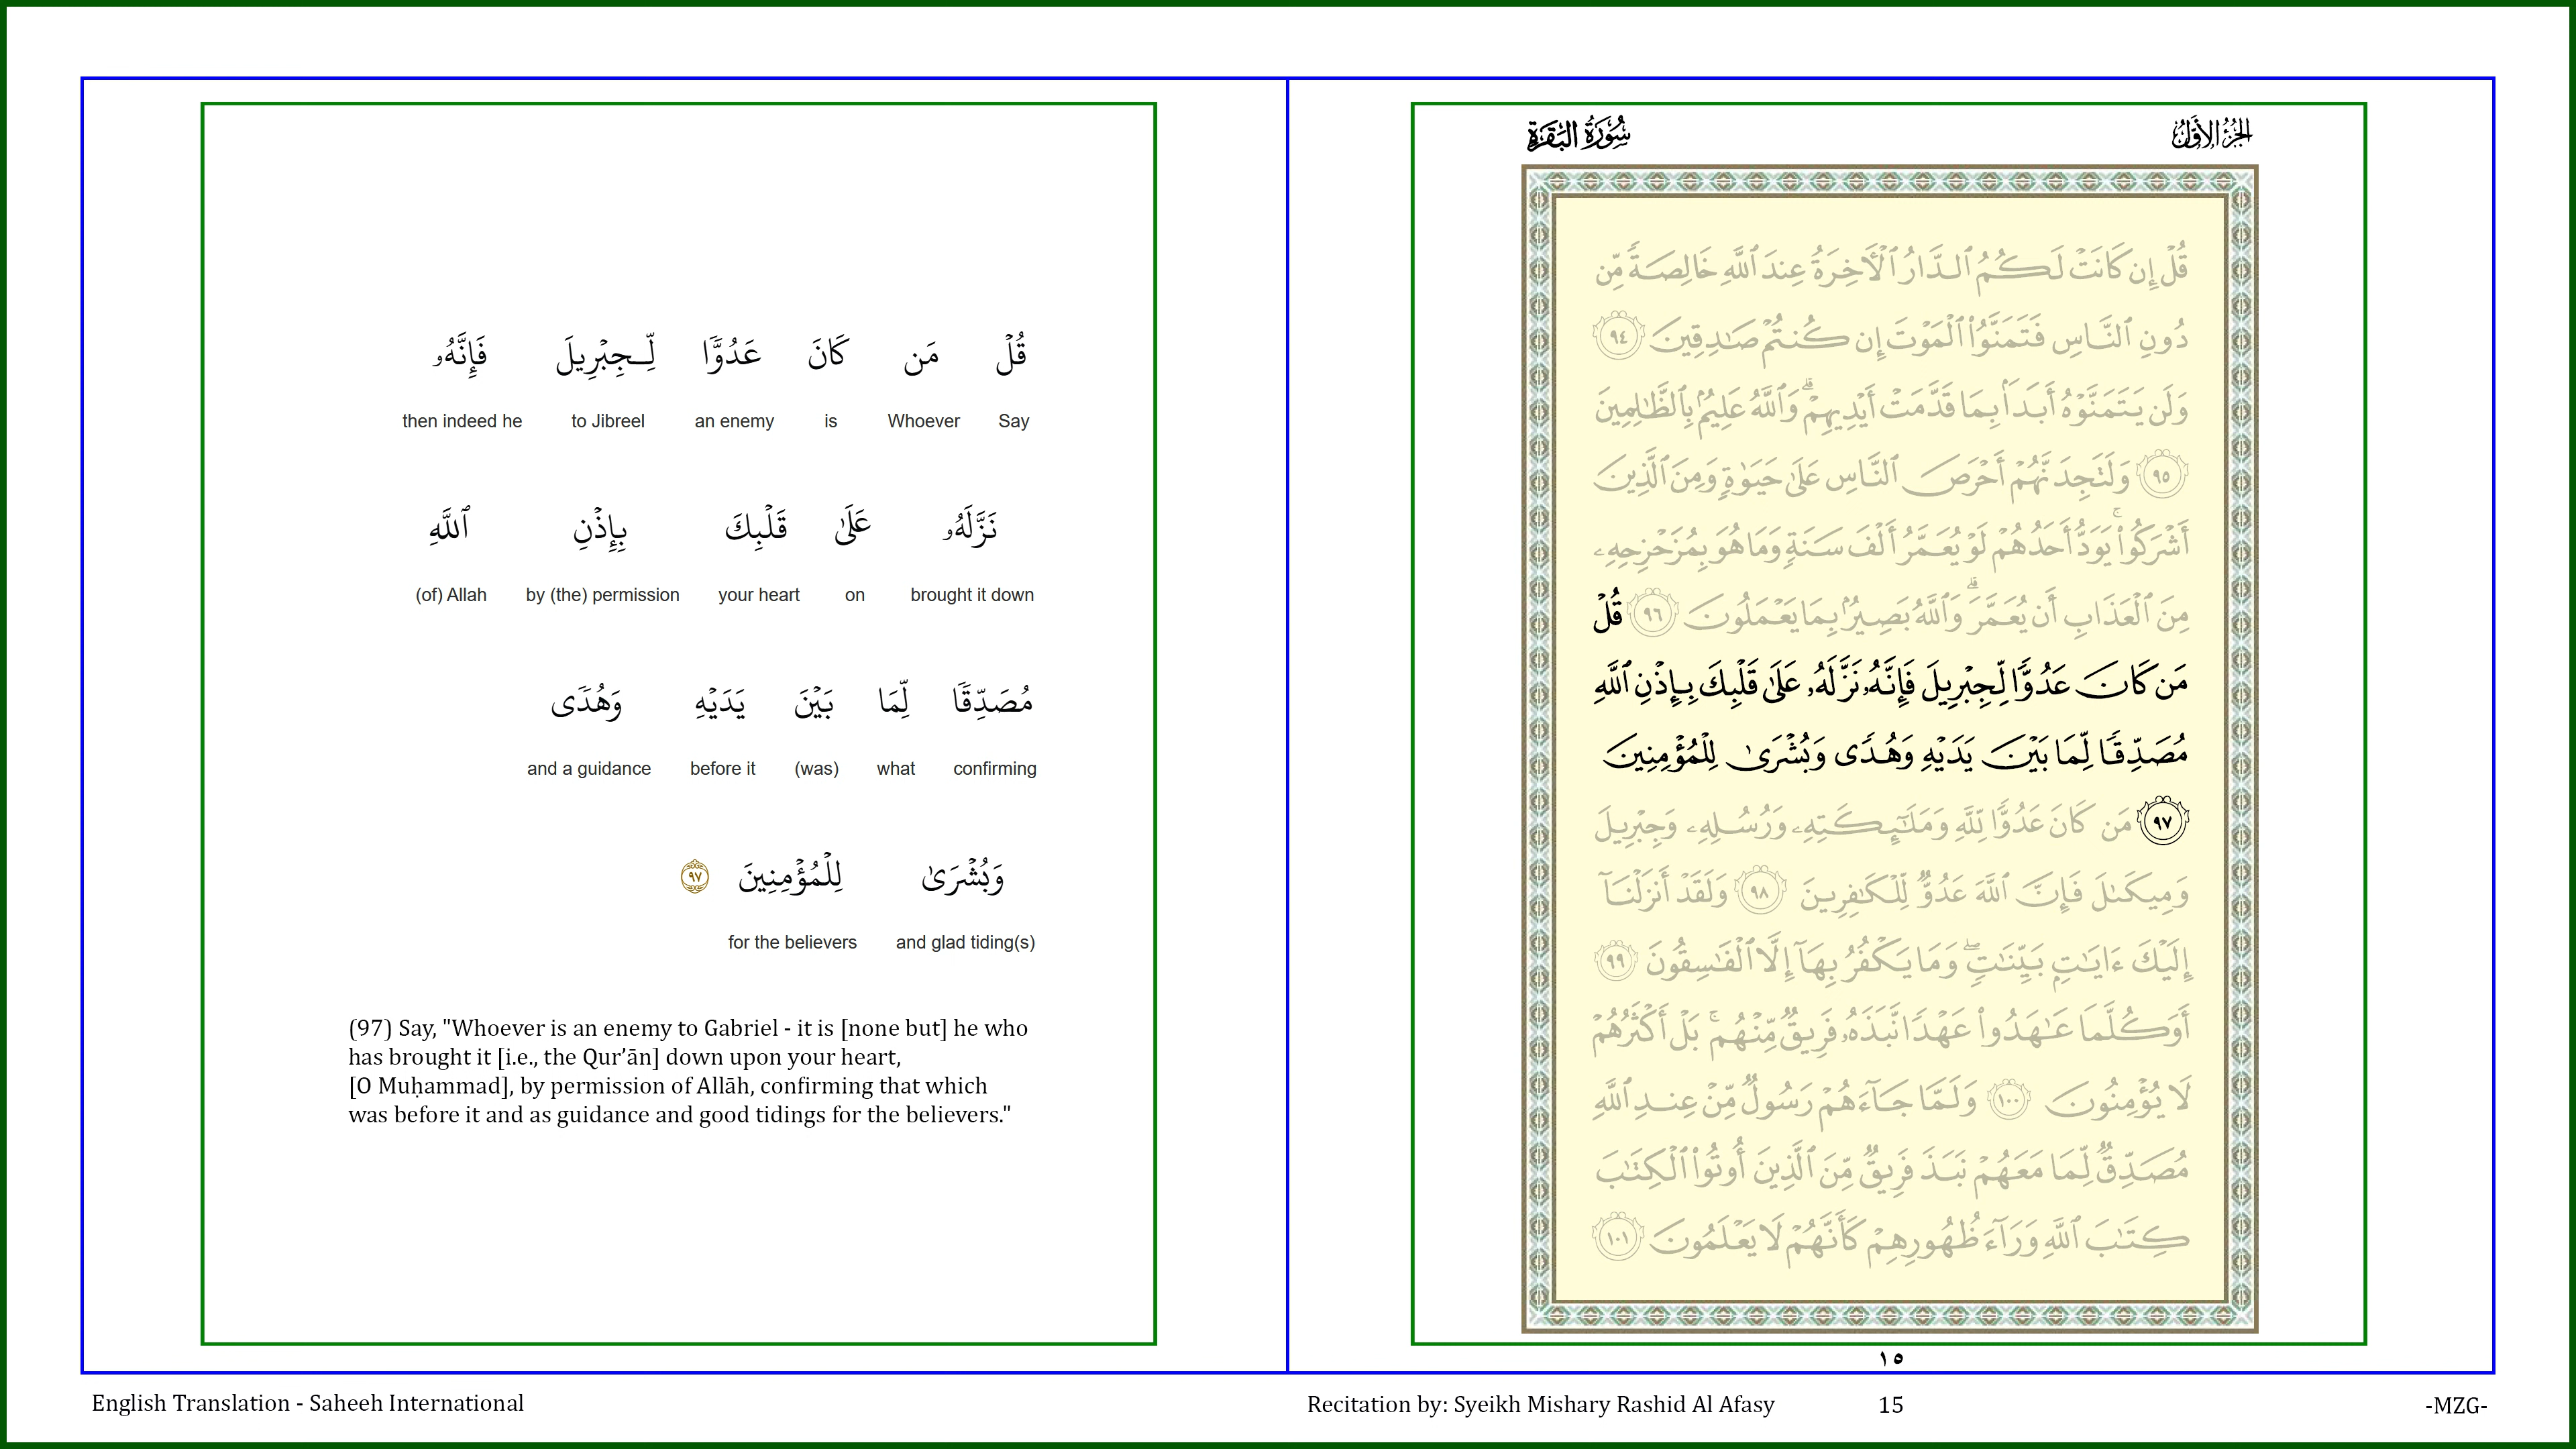 قُلْ مَن كَانَ عَدُوًّا لِّـجِبْرِيلَ فَإِنَّهُۥ
then indeed he to Jibreel an enemy is Whoever Say
نَزَّلَهُۥ عَلَىٰ قَلْبِكَ بِإِذْنِ ٱللَّهِ
(of) Allah by (the) permission your heart on brought it down
مُصَدِّقًا لِّمَا بَيْنَ يَدَيْهِ وَهُدًى
and a guidance before it (was) what confirming
وَبُشْرَىٰ لِلْمُؤْمِنِينَ ٩٧
for the believers and glad tiding(s)
(97) Say, "Whoever is an enemy to Gabriel - it is [none but] he who
has brought it [i.e., the Qur’ān] down upon your heart,
[O Muḥammad], by permission of Allāh, confirming that which
was before it and as guidance and good tidings for the believers."
الجزء الأول
سورة البقرة
قُلْ إِن كَانَتْ لَكُمُ ٱلدَّارُ ٱلْـَٔاخِرَةُ عِندَ ٱللَّهِ خَالِصَةً مِّن
دُونِ ٱلنَّاسِ فَتَمَنَّوُا۟ ٱلْمَوْتَ إِن كُنتُمْ صَـٰدِقِينَ ٩٤
وَلَن يَتَمَنَّوْهُ أَبَدًۢا بِمَا قَدَّمَتْ أَيْدِيهِمْ ۗ وَٱللَّهُ عَلِيمٌۢ بِٱلظَّـٰلِمِينَ
٩٥ وَلَتَجِدَنَّهُمْ أَحْرَصَ ٱلنَّاسِ عَلَىٰ حَيَوٰةٍ وَمِنَ ٱلَّذِينَ
أَشْرَكُوا۟ ۚ يَوَدُّ أَحَدُهُمْ لَوْ يُعَمَّرُ أَلْفَ سَنَةٍ وَمَا هُوَ بِمُزَحْزِحِهِۦ
مِنَ ٱلْعَذَابِ أَن يُعَمَّرَ ۗ وَٱللَّهُ بَصِيرٌۢ بِمَا يَعْمَلُونَ ٩٦ قُلْ
مَن كَانَ عَدُوًّا لِّجِبْرِيلَ فَإِنَّهُۥ نَزَّلَهُۥ عَلَىٰ قَلْبِكَ بِإِذْنِ ٱللَّهِ
مُصَدِّقًا لِّمَا بَيْنَ يَدَيْهِ وَهُدًى وَبُشْرَىٰ لِلْمُؤْمِنِينَ
٩٧ مَن كَانَ عَدُوًّا لِّلَّهِ وَمَلَـٰٓئِكَتِهِۦ وَرُسُلِهِۦ وَجِبْرِيلَ
وَمِيكَىٰلَ فَإِنَّ ٱللَّهَ عَدُوٌّ لِّلْكَـٰفِرِينَ ٩٨ وَلَقَدْ أَنزَلْنَآ
إِلَيْكَ ءَايَـٰتٍۭ بَيِّنَـٰتٍ ۖ وَمَا يَكْفُرُ بِهَآ إِلَّا ٱلْفَـٰسِقُونَ ٩٩
أَوَكُلَّمَا عَـٰهَدُوا۟ عَهْدًا نَّبَذَهُۥ فَرِيقٌ مِّنْهُم ۚ بَلْ أَكْثَرُهُمْ
لَا يُؤْمِنُونَ ١٠٠ وَلَمَّا جَآءَهُمْ رَسُولٌ مِّنْ عِندِ ٱللَّهِ
مُصَدِّقٌ لِّمَا مَعَهُمْ نَبَذَ فَرِيقٌ مِّنَ ٱلَّذِينَ أُوتُوا۟ ٱلْكِتَـٰبَ
كِتَـٰبَ ٱللَّهِ وَرَآءَ ظُهُورِهِمْ كَأَنَّهُمْ لَا يَعْلَمُونَ ١٠١
١٥
English Translation - Saheeh International
Recitation by: Syeikh Mishary Rashid Al Afasy
15
-MZG-